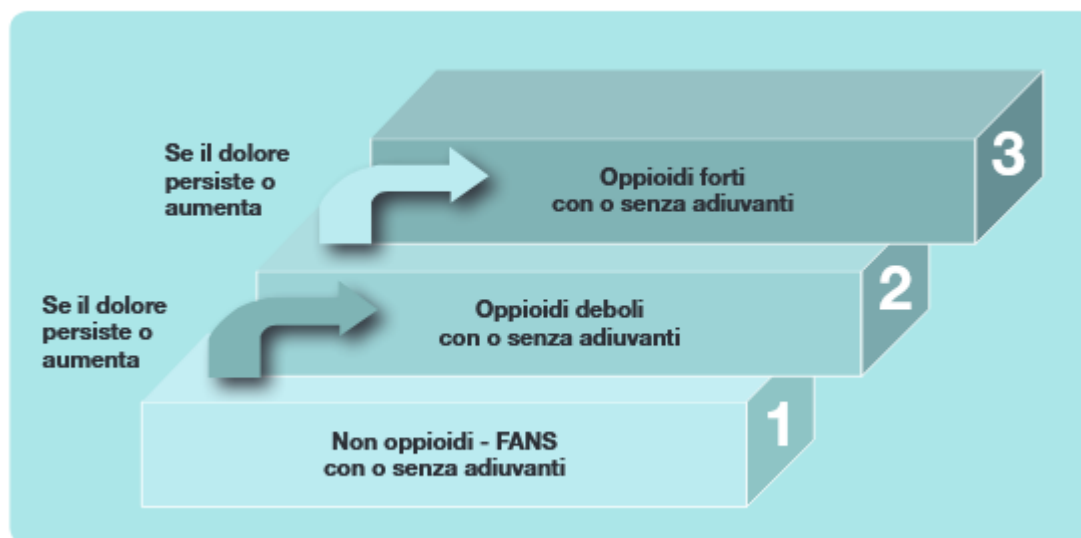 Se il dolore
persiste o
aumenta
Oppioidi forti
con o senza adiuvanti
3
Se il dolore
persiste o
aumenta
Oppioidi deboli
con o senza adiuvanti
2
Non oppioidi - FANS
con o senza adiuvanti
1